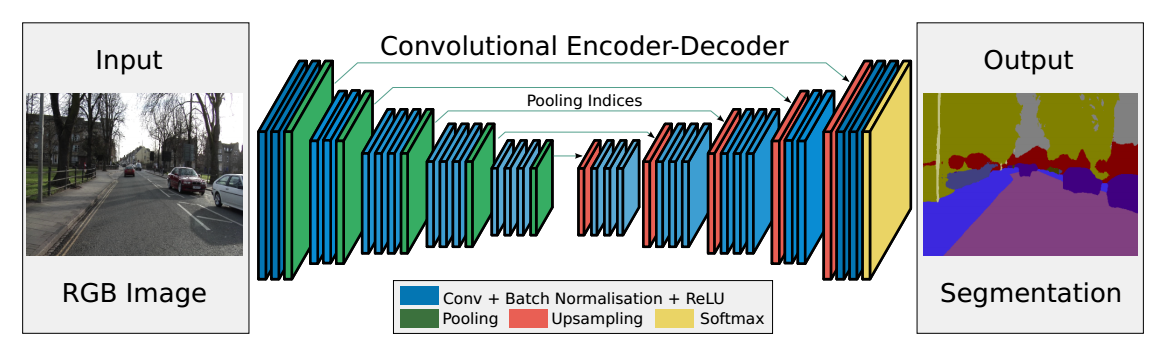 Convolutional Encoder-Decoder
Input
Pooling Indices
Output
RGB Image
Segmentation
Conv + Batch Normalisation + ReLU
Pooling Upsampling Softmax